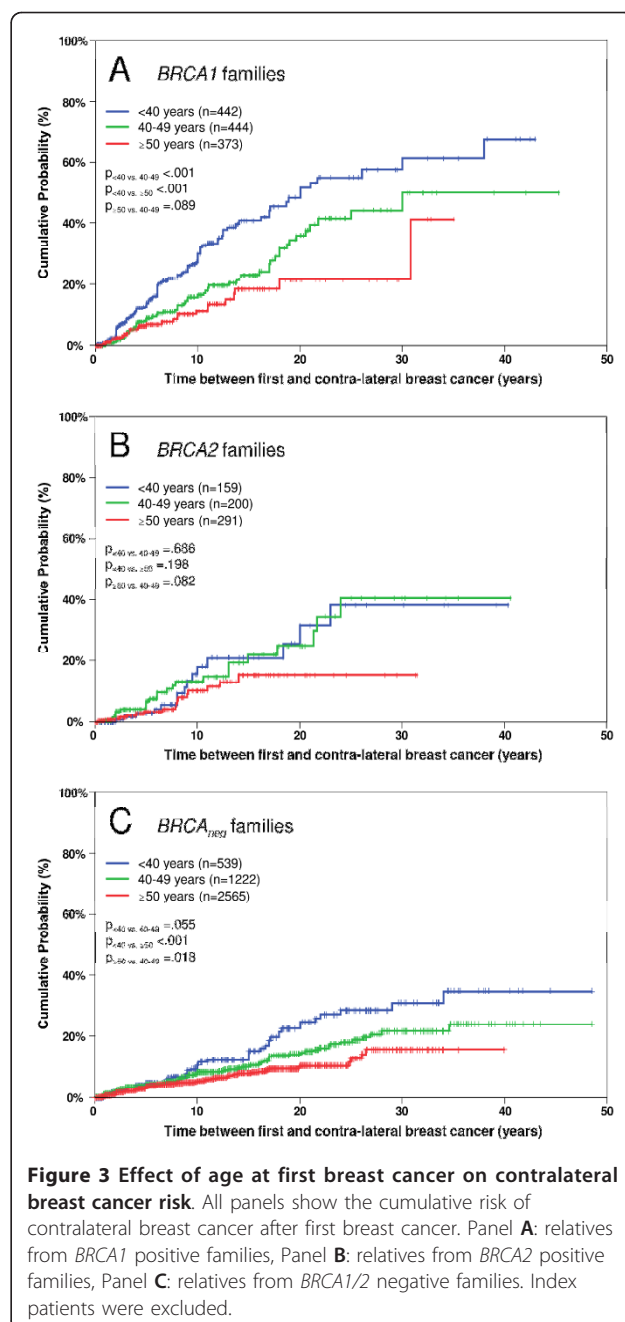 100%
A BRCA1 families
80%
<40 years (n=442)
40-49 years (n=444)
≥50 years (n=373)
60%
p<40 vs. 40-49 <.001
p<40 vs. ≥50 <.001
p≥50 vs. 40-49 =.089
40%
20%
0%
Cumulative Probability (%)
0 10 20 30 40 50
Time between first and contra-lateral breast cancer (years)
100%
B BRCA2 families
80%
<40 years (n=159)
40-49 years (n=200)
≥50 years (n=291)
60%
p<40 vs. 40-49 =.686
p<40 vs. ≥50 =.198
p≥50 vs. 40-49 =.082
40%
20%
0%
Cumulative Probability (%)
0 10 20 30 40 50
Time between first and contra-lateral breast cancer (years)
100%
C BRCAneg families
80%
<40 years (n=539)
40-49 years (n=1222)
≥50 years (n=2565)
60%
p<40 vs. 40-49 =.055
p<40 vs. ≥50 <.001
p≥50 vs. 40-49 =.018
40%
20%
0%
Cumulative Probability (%)
0 10 20 30 40 50
Time between first and contra-lateral breast cancer (years)
Figure 3 Effect of age at first breast cancer on contralateral
breast cancer risk. All panels show the cumulative risk of
contralateral breast cancer after first breast cancer. Panel A: relatives
from BRCA1 positive families, Panel B: relatives from BRCA2 positive
families, Panel C: relatives from BRCA1/2 negative families. Index
patients were excluded.